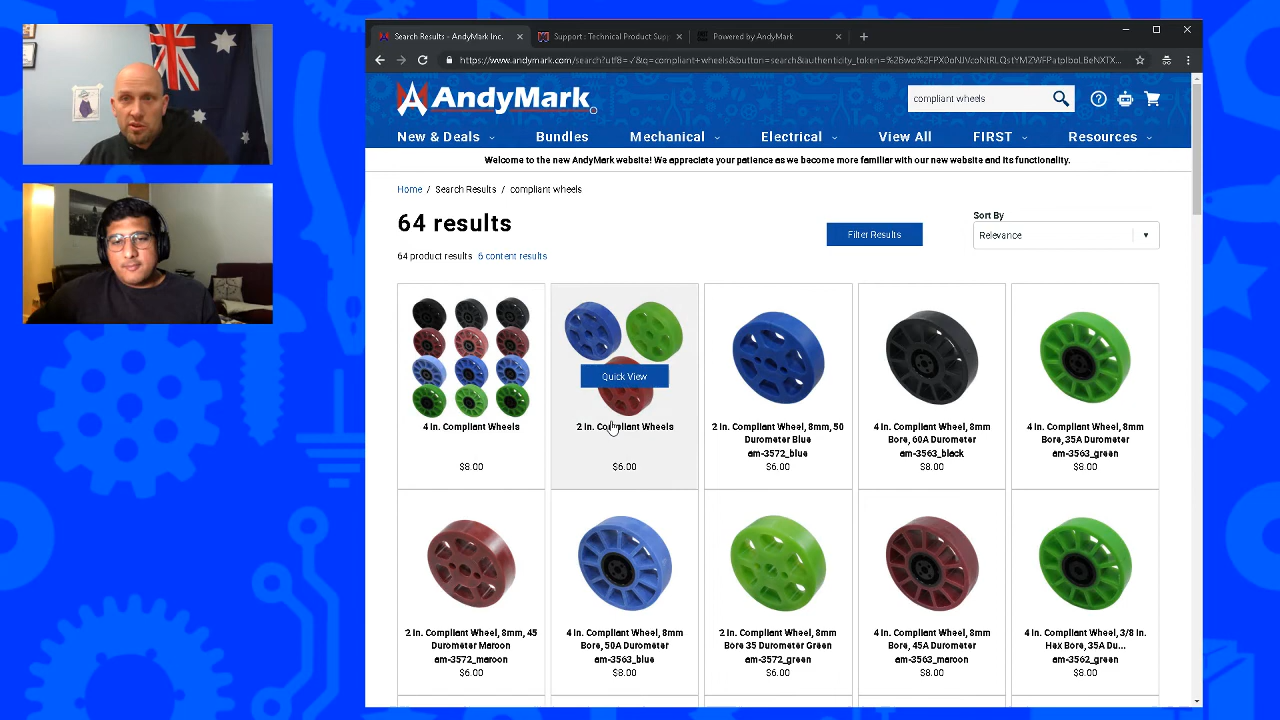 Search Results - AndyMark Inc.
Support : Technical Product Sup
Powered by AndyMark
AndyMark
compliant wheels
New & Deals
Bundles
Mechanical
Electrical
View All
FIRST
Resources
Welcome to the new AndyMark website! We appreciate your patience as we become more familiar with our new website and its functionality.
Home / Search Results / compliant wheels
64 results
Filter Results
Sort By
Relevance
64 product results 6 content results
4 in. Compliant Wheels
$8.00
Quick View
2 in. Compliant Wheels
$6.00
2 in. Compliant Wheel, 8mm, 50
Durometer Blue
am-3572_blue
$6.00
4 in. Compliant Wheel, 8mm
Bore, 60A Durometer
am-3563_black
$8.00
4 in. Compliant Wheel, 8mm
Bore, 35A Durometer
am-3563_green
$8.00
2 in. Compliant Wheel, 8mm, 45
Durometer Maroon
am-3572_maroon
$6.00
4 in. Compliant Wheel, 8mm
Bore, 50A Durometer
am-3563_blue
$8.00
2 in. Compliant Wheel, 8mm
Bore 35 Durometer Green
am-3572_green
$6.00
4 in. Compliant Wheel, 8mm
Bore, 45A Durometer
am-3563_maroon
$8.00
4 in. Compliant Wheel, 3/8 in.
Hex Bore, 35A Du...
am-3562_green
$8.00